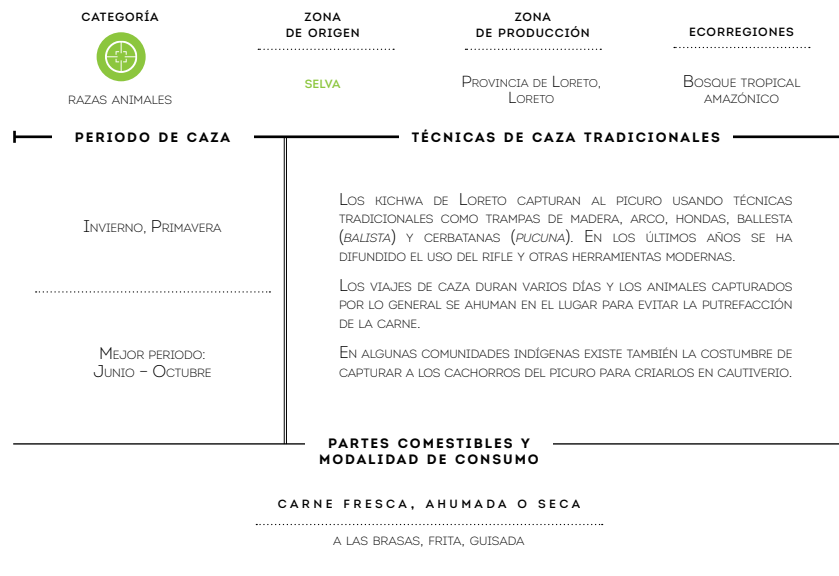 CATEGORÍA
RAZAS ANIMALES
ZONA
DE ORIGEN
SELVA
ZONA
DE PRODUCCIÓN
Provincia de Loreto,
Loreto
ECORREGIONES
Bosque tropical
amazónico
PERIODO DE CAZA
Invierno, Primavera
Mejor periodo:
Junio – Octubre
TÉCNICAS DE CAZA TRADICIONALES
Los kichwa de Loreto capturan al picuro usando técnicas
tradicionales como trampas de madera, arco, hondas, ballesta
(balista) y cerbatanas (pucuna). En los últimos años se ha
difundido el uso del rifle y otras herramientas modernas.
Los viajes de caza duran varios días y los animales capturados
por lo general se ahuman en el lugar para evitar la putrefacción
de la carne.
En algunas comunidades indígenas existe también la costumbre de
capturar a los cachorros del picuro para criarlos en cautiverio.
PARTES COMESTIBLES Y
MODALIDAD DE CONSUMO
CARNE FRESCA, AHUMADA O SECA
a las brasas, frita, guisada